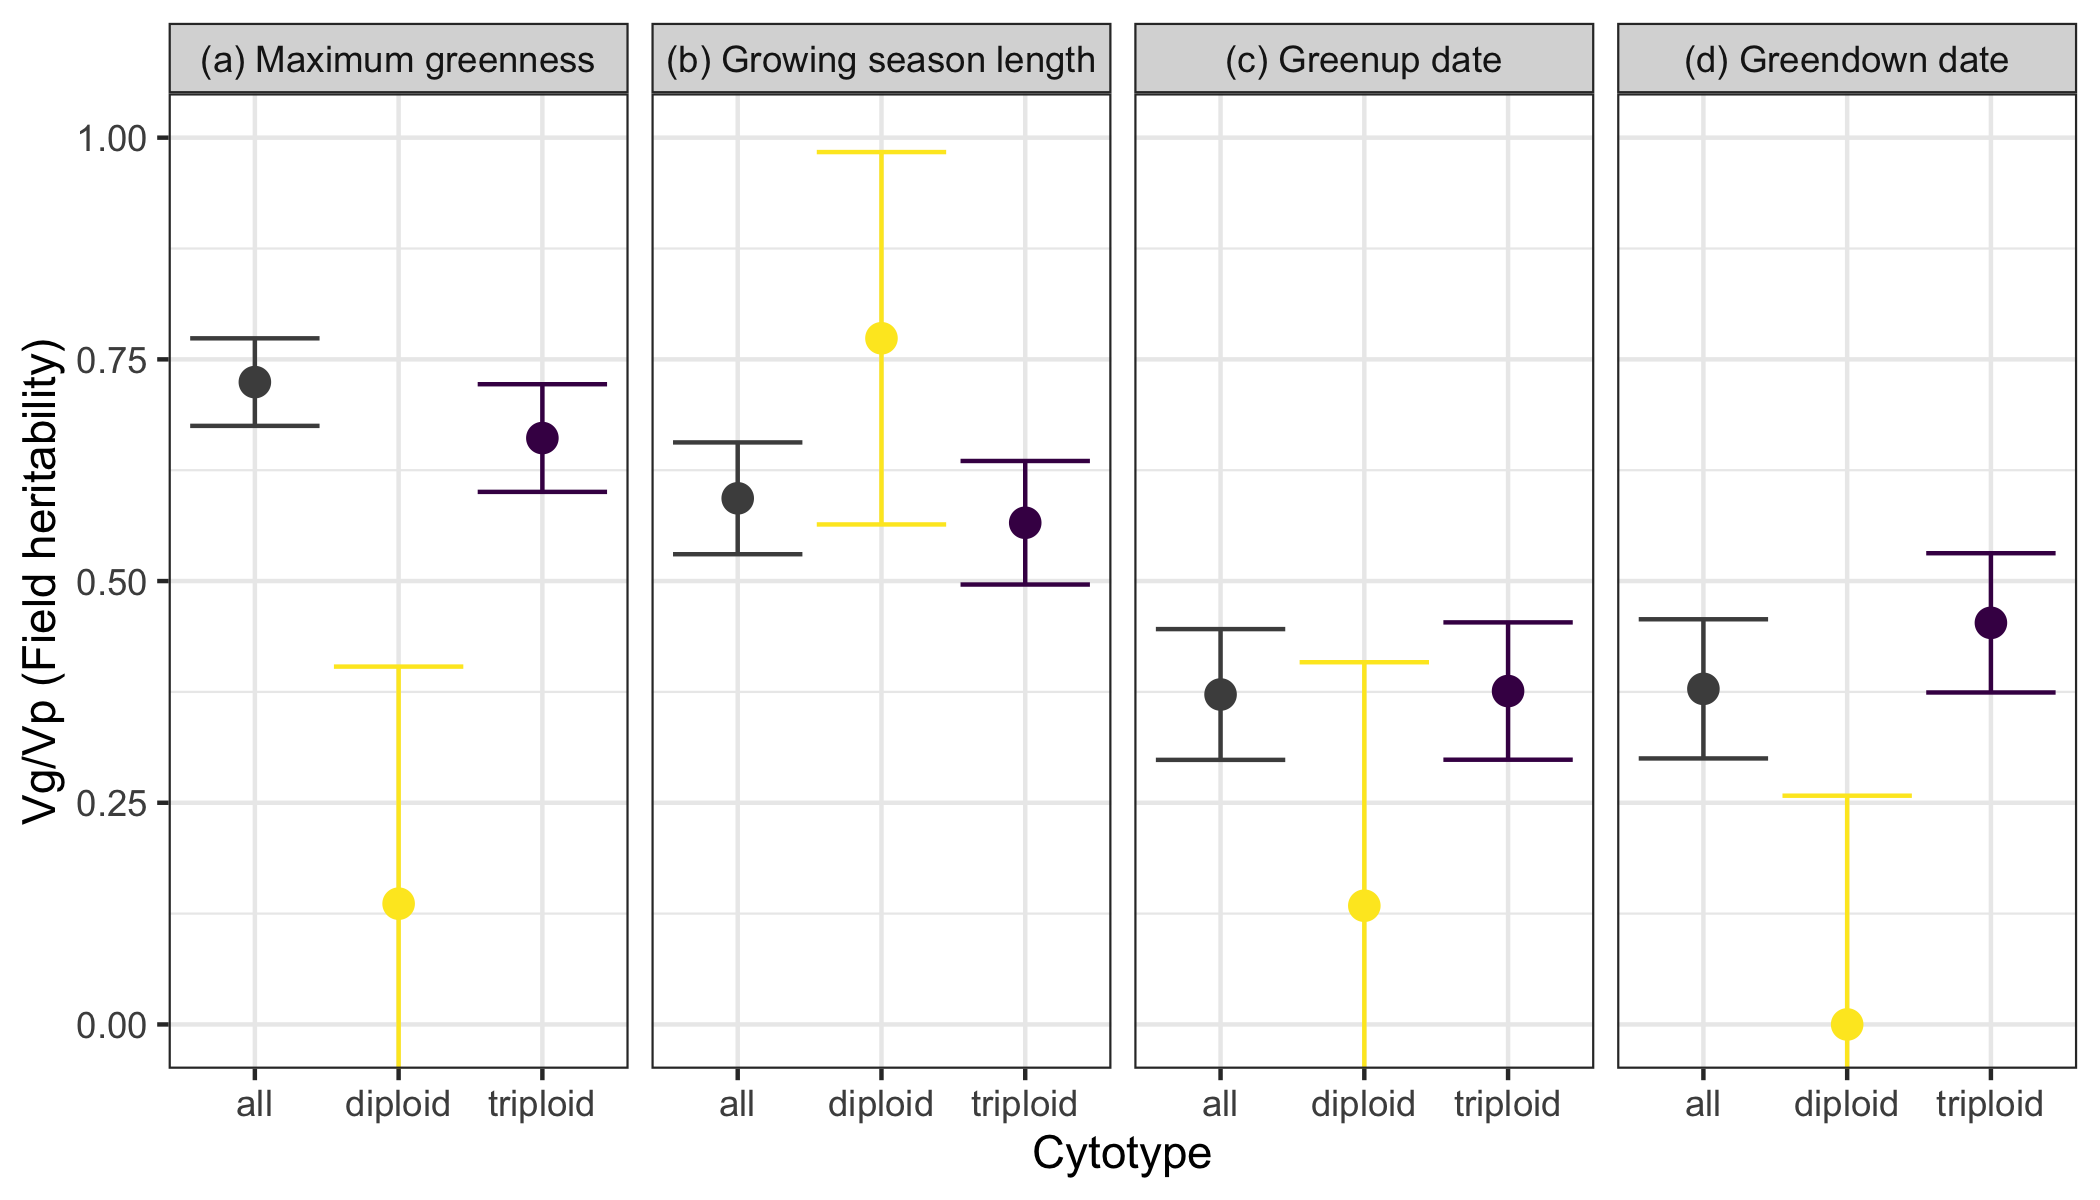 (a) Maximum greenness
(b) Growing season length
(c) Greenup date
(d) Greendown date
Vg/Vp (Field heritability)
1.00
0.75
0.50
0.25
0.00
all diploid triploid
all diploid triploid
all diploid triploid
all diploid triploid
Cytotype